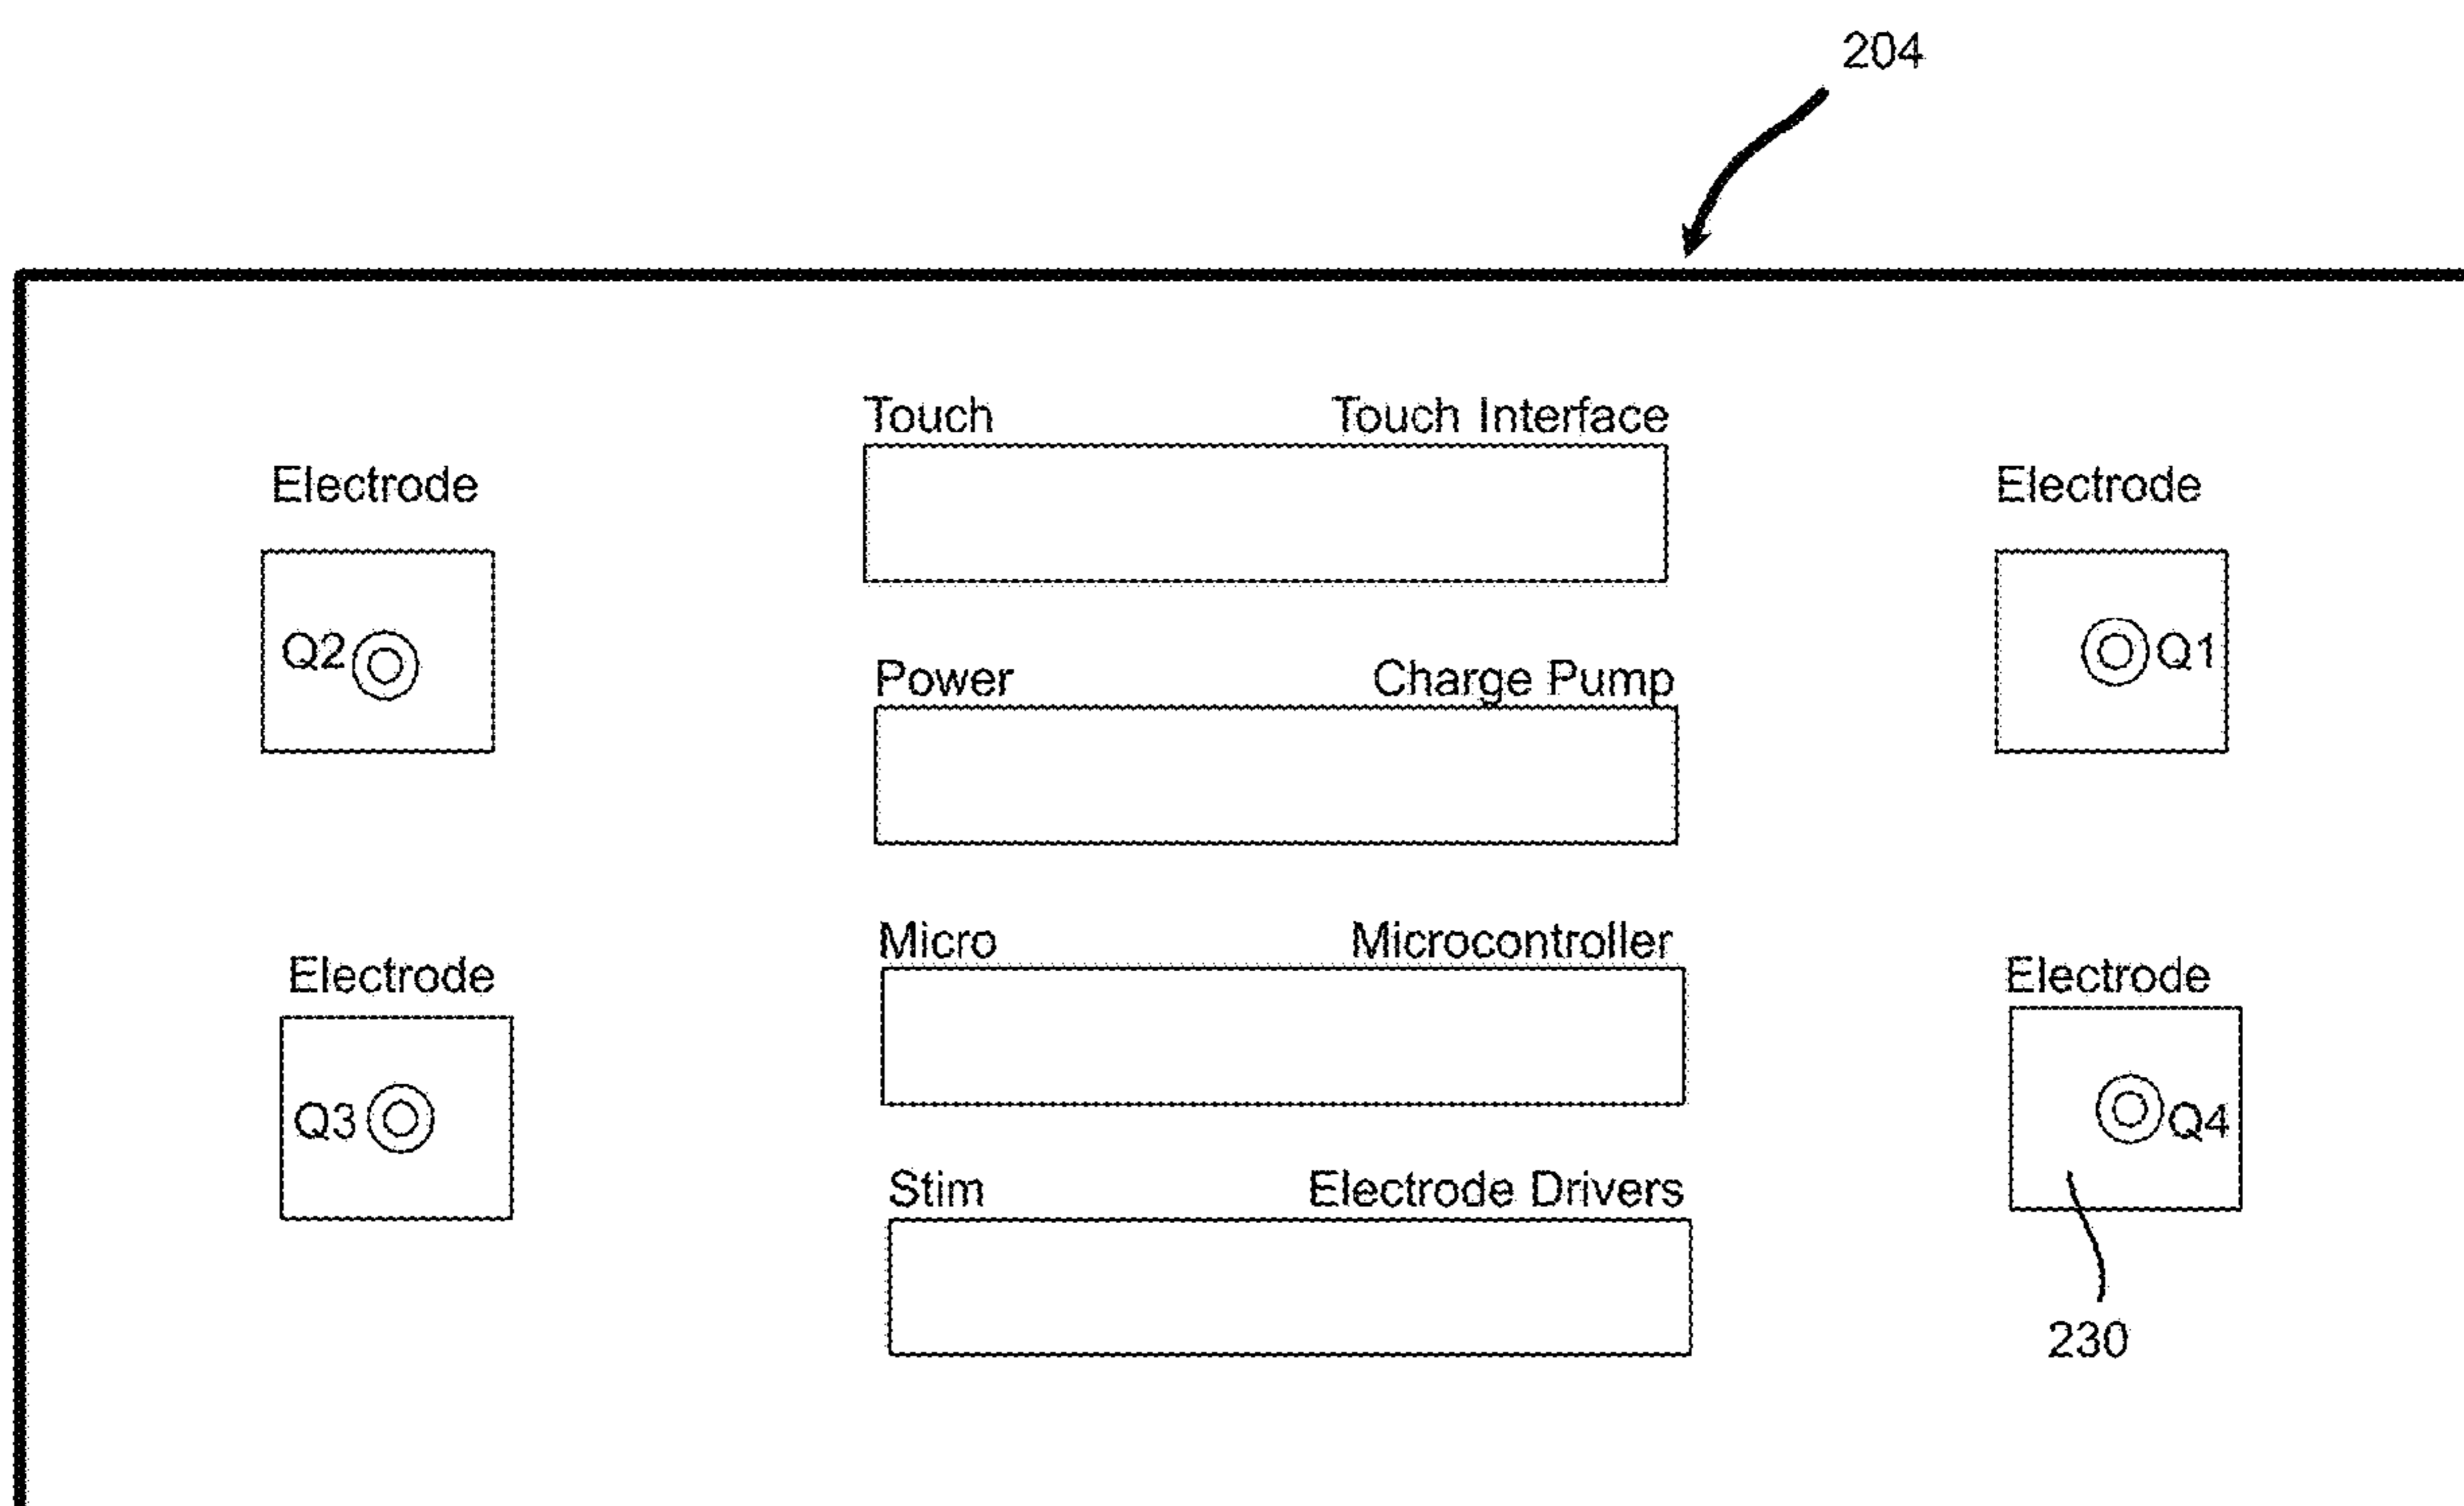 204
Touch Touch Interface
Electrode Electrode
Q2 Q1
Power Charge Pump
Micro Microcontroller
Electrode Electrode
Q3 Q4
Stim Electrode Drivers
230